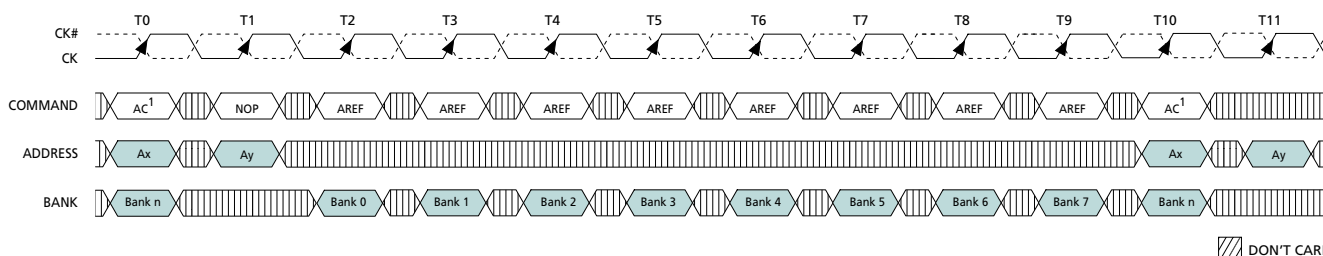 T0 T1 T2 T3 T4 T5 T6 T7 T8 T9 T10 T11
CK#
CK
COMMAND AC1 NOP AREF AREF AREF AREF AREF AREF AREF AREF AC1
ADDRESS Ax Ay Ax Ay
BANK Bank n Bank 0 Bank 1 Bank 2 Bank 3 Bank 4 Bank 5 Bank 6 Bank 7 Bank n
DON'T CAR